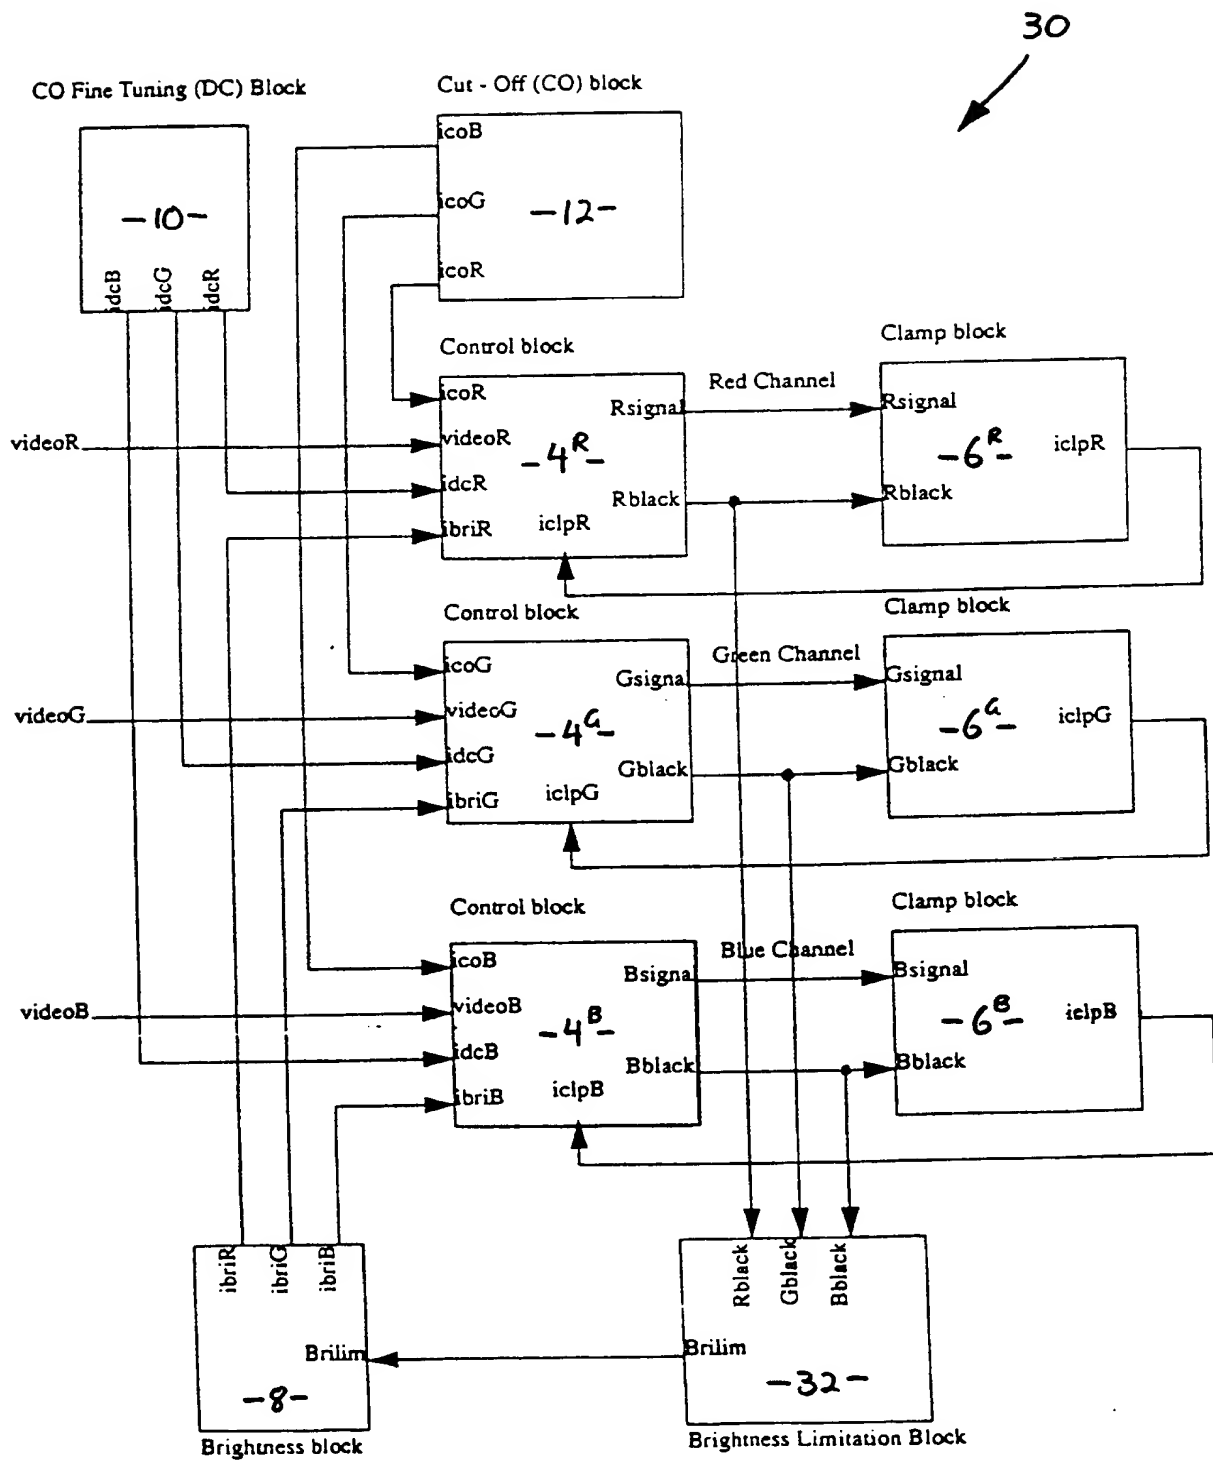 30
CO Fine Tuning (DC) Block
Cut - Off (CO) block
icoB
icoG
-12-
icoR
-10-
idcB
idcG
idcR
Control block
Clamp block
icoR
Rsignal
Red Channel
Rsignal
videoR
videoR
-4R-
-6R-
iclpR
idcR
Rblack
Rblack
ibriR
iclpR
Control block
Clamp block
icoG
Gsigna
Green Channel
Gsignal
videoG
videoG
-4G-
-6G-
iclpG
idcG
Gblack
Gblack
ibriG
iclpG
Control block
Clamp block
icoB
Bsigna
Blue Channel
Bsignal
videoB
videoB
-4B-
-6B-
iclpB
idcB
Bblack
Bblack
ibriB
iclpB
ibriR
ibriG
ibriB
Rblack
Gblack
Bblack
Brilim
Brilim
-8-
-32-
Brightness block
Brightness Limitation Block